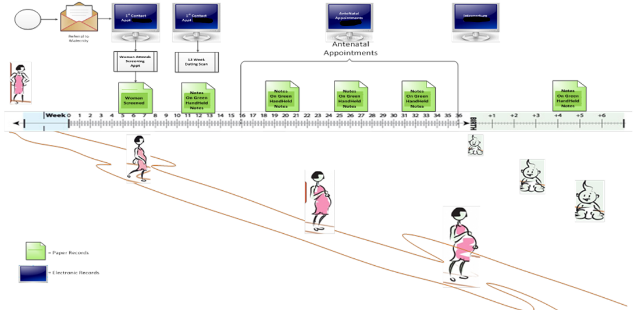 1st Contact
Appt
1st Contact
Appt
Antenatal
Appointments
Referral to
Maternity
Women Attends
Screening
Appt
12 Week
Dating Scan
Antenatal
Appointments
Women
Screened
Notes
On Green
HandHeld
Notes
Notes
On Green
HandHeld
Notes
Notes
On Green
HandHeld
Notes
Notes
On Green
HandHeld
Notes
Notes
On Green
HandHeld
Notes
Week 0 1 2 3 4 5 6 7 8 9 10 11 12 13 14 15 16 17 18 19 20 21 22 23 24 25 26 27 28 29 30 31 32 33 34 35 36 BIRTH +1 +2 +3 +4 +5 +6
= Paper Records
= Electronic Records